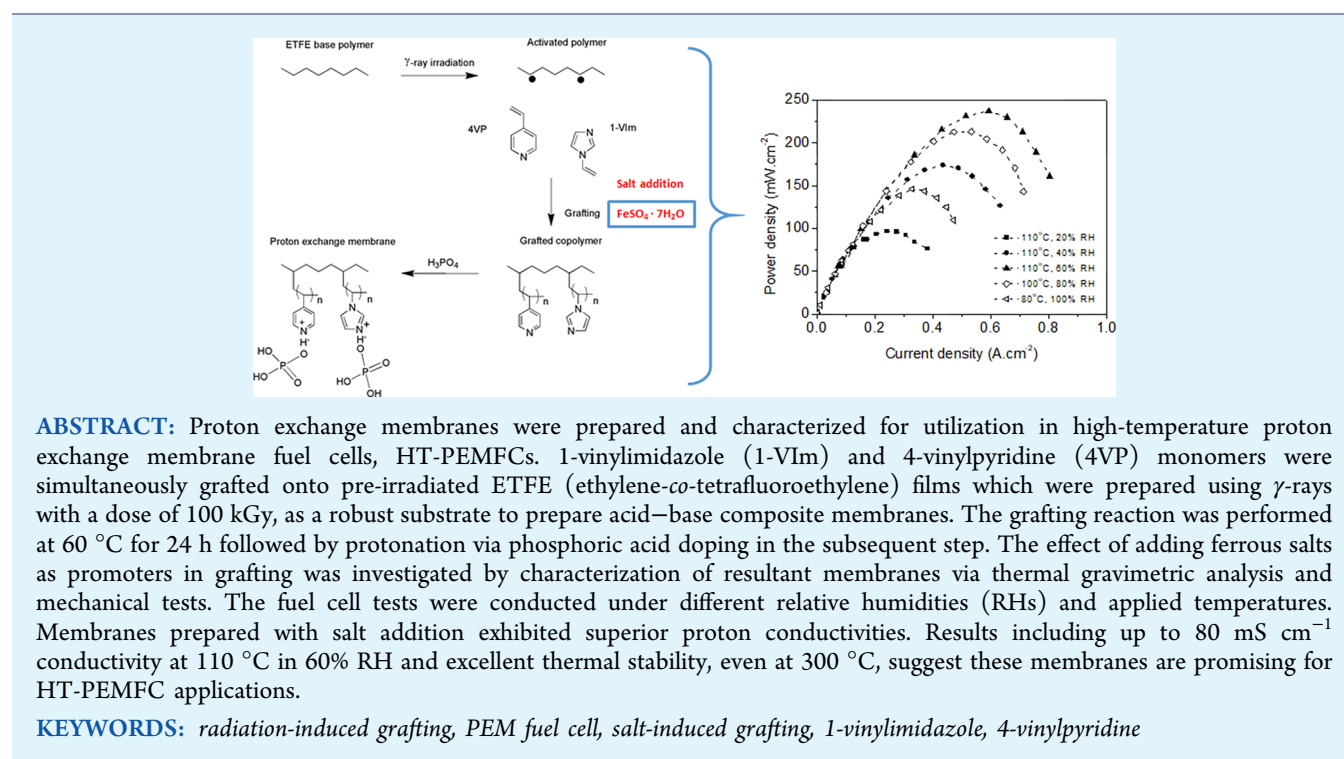 ETFE base polymer
Activated polymer
γ-ray irradiation
4VP
N
N
N
1-VIm
Salt addition
Grafting
FeSO₄ · 7H₂O
Proton exchange membrane
Grafted copolymer
H₃PO₄
n
n
N
+
H
-
N
+
H
-
HO
O
P
HO
O
OH
O
P
O
HO
OH
n
n
N
N
N
Power density (mW.cm⁻²)
250
200
150
100
50
0
0.0 0.2 0.4 0.6 0.8 1.0
Current density (A.cm⁻²)
110°C, 20% RH
110°C, 40% RH
110°C, 60% RH
100°C, 80% RH
80°C, 100% RH
ABSTRACT: Proton exchange membranes were prepared and characterized for utilization in high-temperature proton
exchange membrane fuel cells, HT-PEMFCs. 1-vinylimidazole (1-VIm) and 4-vinylpyridine (4VP) monomers were
simultaneously grafted onto pre-irradiated ETFE (ethylene-co-tetrafluoroethylene) films which were prepared using γ-rays
with a dose of 100 kGy, as a robust substrate to prepare acid−base composite membranes. The grafting reaction was performed
at 60 °C for 24 h followed by protonation via phosphoric acid doping in the subsequent step. The effect of adding ferrous salts
as promoters in grafting was investigated by characterization of resultant membranes via thermal gravimetric analysis and
mechanical tests. The fuel cell tests were conducted under different relative humidities (RHs) and applied temperatures.
Membranes prepared with salt addition exhibited superior proton conductivities. Results including up to 80 mS cm⁻¹
conductivity at 110 °C in 60% RH and excellent thermal stability, even at 300 °C, suggest these membranes are promising for
HT-PEMFC applications.
KEYWORDS: radiation-induced grafting, PEM fuel cell, salt-induced grafting, 1-vinylimidazole, 4-vinylpyridine